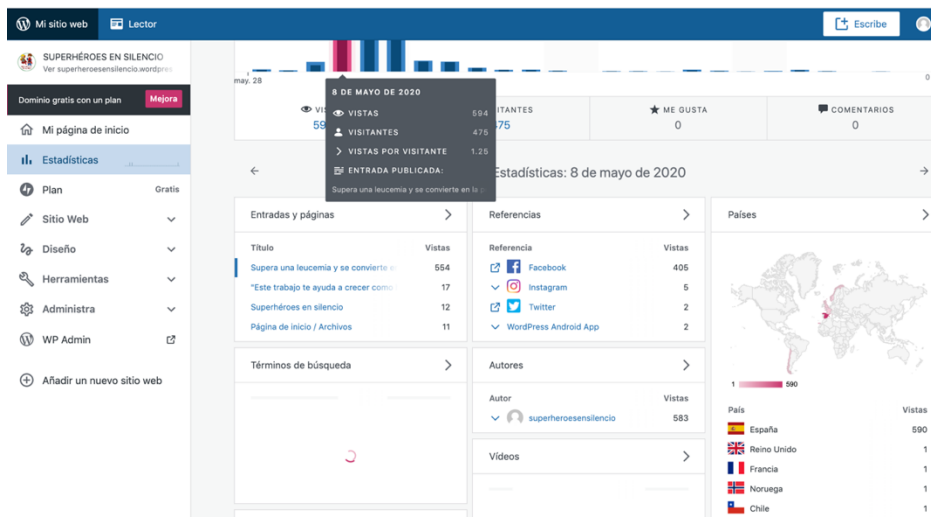 Mi sitio web
Lector
Escribe
SUPERHÉROES EN SILENCIO
Ver superheroesensilencio.wordpres
Dominio gratis con un plan
Mejora
Mi página de inicio
Estadísticas
Plan
Gratis
Sitio Web
Diseño
Herramientas
Administra
WP Admin
Añadir un nuevo sitio web
may. 28
0
8 DE MAYO DE 2020
VISTAS 594
VISITANTES 475
VISTAS POR VISITANTE 1.25
ENTRADA PUBLICADA:
Supera una leucemia y se convierte en la
ME GUSTA
0
COMENTARIOS
0
Estadísticas: 8 de mayo de 2020
Entradas y páginas
Título Vistas
Supera una leucemia y se convierte 554
"Este trabajo te ayuda a crecer como 17
Superhéroes en silencio 12
Página de inicio / Archivos 11
Términos de búsqueda
Referencias
Referencia Vistas
Facebook 405
Instagram 5
Twitter 2
WordPress Android App 2
Autores
Autor Vistas
superheroesensilencio 583
Vídeos
Países
1 590
País Vistas
España 590
Reino Unido 1
Francia 1
Noruega 1
Chile 1